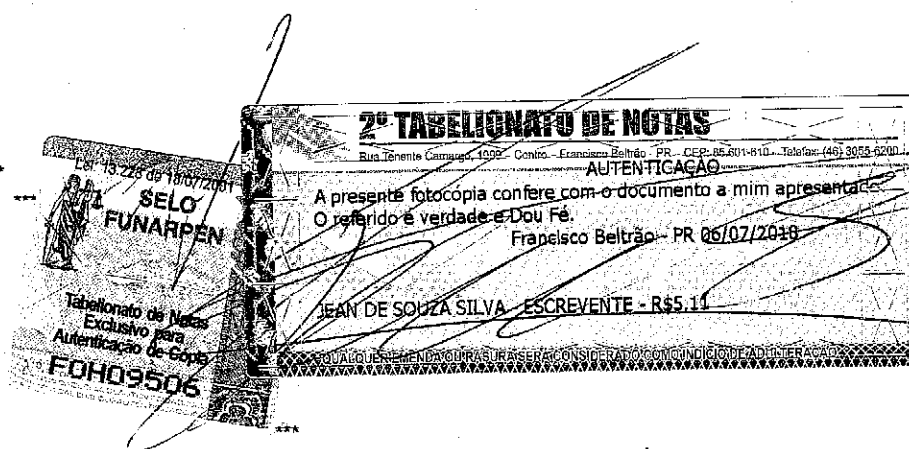 Lei 13.228 de 18/07/2001
SELO
FUNARPEN
Tabelionato de Notas
Exclusivo para
Autenticação de Cópia
FOH09506
2º TABELIONATO DE NOTAS
Rua Tenente Camargo, 1999 - Centro - Francisco Beltrão - PR - CEP: 85.601-610 - Telefax: (46) 3055-6200
AUTENTICAÇÃO
A presente fotocópia confere com o documento a mim apresentado.
O referido é verdade e Dou Fé.
Francisco Beltrão - PR 06/07/2018
JEAN DE SOUZA SILVA - ESCREVENTE - R$5.11
QUALQUER EMENDA OU RASURA SERÁ CONSIDERADO COMO INDÍCIO DE ADULTERAÇÃO